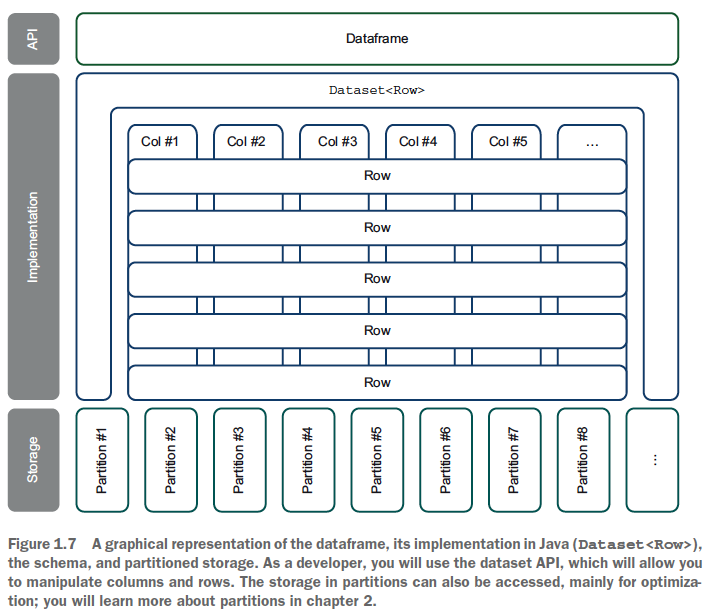 API
Dataframe
Implementation
Dataset<Row>
Col #1 Col #2 Col #3 Col #4 Col #5 ...
Row
Row
Row
Row
Row
Storage
Partition #1
Partition #2
Partition #3
Partition #4
Partition #5
Partition #6
Partition #7
Partition #8
...
Figure 1.7 A graphical representation of the dataframe, its implementation in Java (Dataset<Row>),
the schema, and partitioned storage. As a developer, you will use the dataset API, which will allow you
to manipulate columns and rows. The storage in partitions can also be accessed, mainly for optimiza-
tion; you will learn more about partitions in chapter 2.